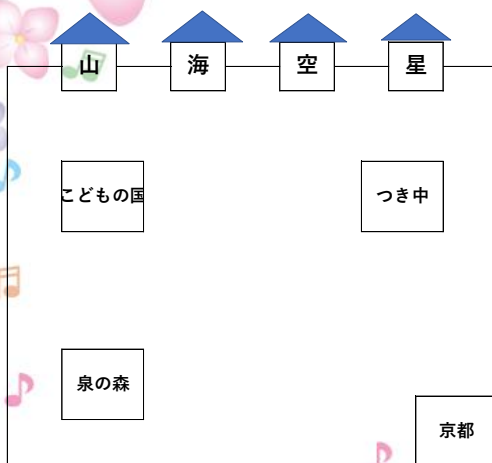 山
海
空
星
こどもの国
つき中
泉の森
京都